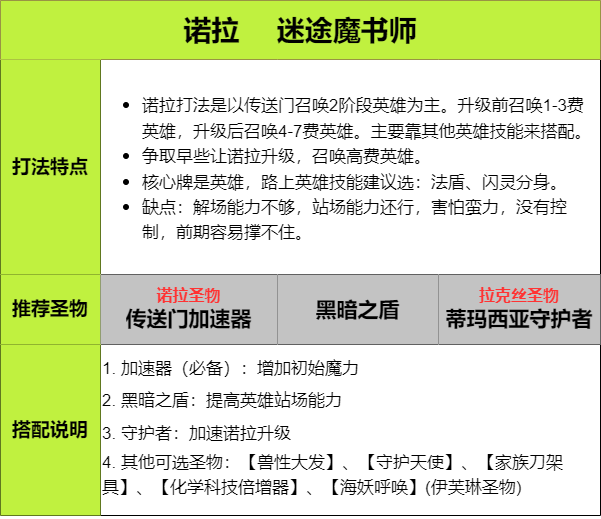 诺拉 迷途魔书师
打法特点
• 诺拉打法是以传送门召唤2阶段英雄为主。升级前召唤1-3费
英雄，升级后召唤4-7费英雄。主要靠其他英雄技能来搭配。
• 争取早些让诺拉升级，召唤高费英雄。
• 核心牌是英雄，路上英雄技能建议选：法盾、闪灵分身。
• 缺点：解场能力不够，站场能力还行，害怕蛮力，没有控
制，前期容易撑不住。
推荐圣物
诺拉圣物
传送门加速器
黑暗之盾
拉克丝圣物
蒂玛西亚守护者
搭配说明
1. 加速器（必备）：增加初始魔力
2. 黑暗之盾：提高英雄站场能力
3. 守护者：加速诺拉升级
4. 其他可选圣物：【兽性大发】、【守护天使】、【家族刀架
具】、【化学科技倍增器】、【海妖呼唤】(伊芙琳圣物)